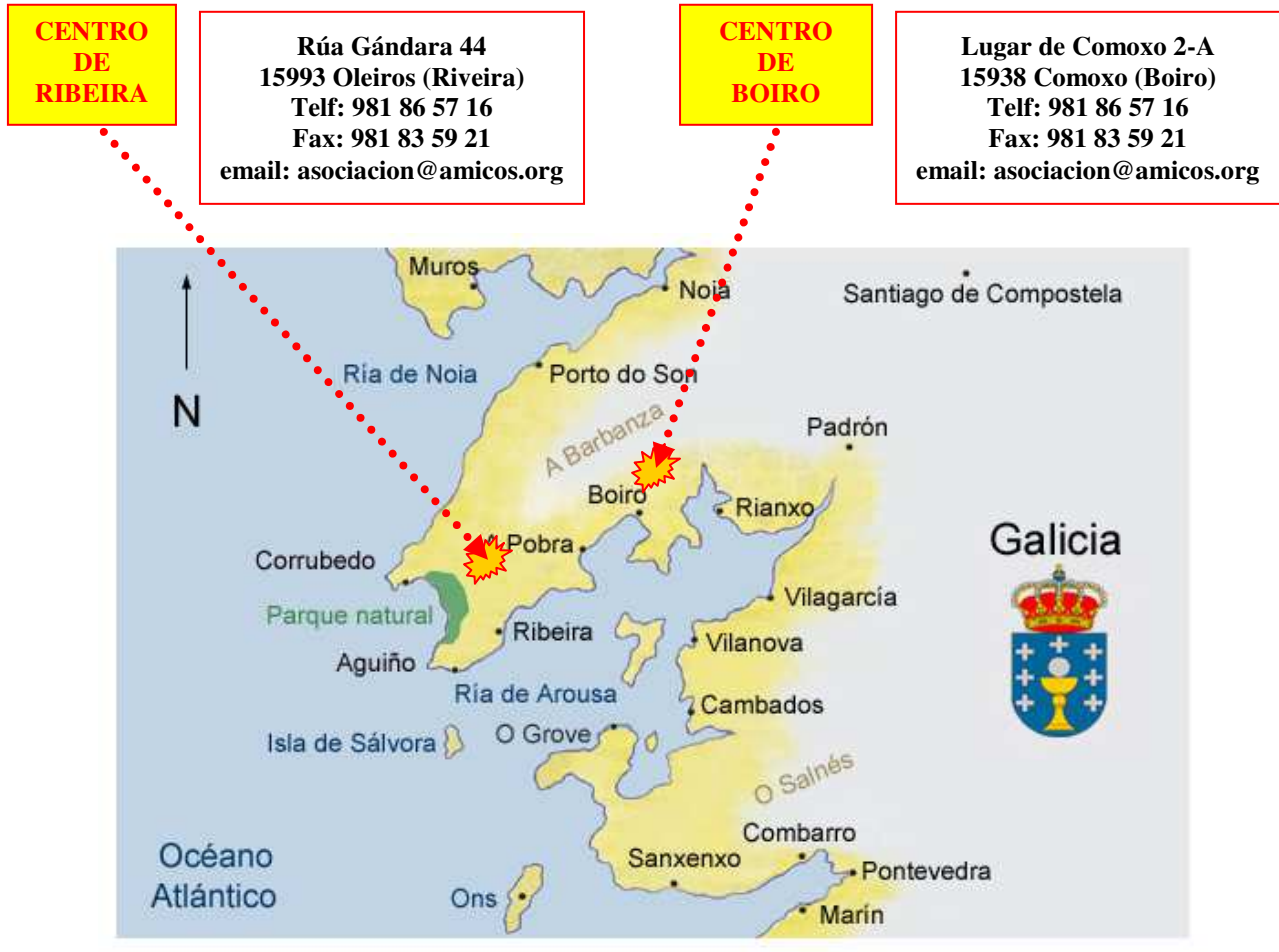 CENTRO
DE
RIBEIRA
Rúa Gándara 44
15993 Oleiros (Riveira)
Telf: 981 86 57 16
Fax: 981 83 59 21
email: asociacion@amicos.org
CENTRO
DE
BOIRO
Lugar de Comoxo 2-A
15938 Comoxo (Boiro)
Telf: 981 86 57 16
Fax: 981 83 59 21
email: asociacion@amicos.org
Muros
Noia
Santiago de Compostela
Ría de Noia
Porto do Son
N
A Barbanza
Padrón
Boiro
Rianxo
Pobra
Galicia
Corrubedo
Parque natural
Vilagarcía
Ribeira
Vilanova
Aguiño
Ría de Arousa
Cambados
Isla de Sálvora
O Grove
O Salnés
Combarro
Océano
Atlántico
Sanxenxo
Pontevedra
Ons
Marín